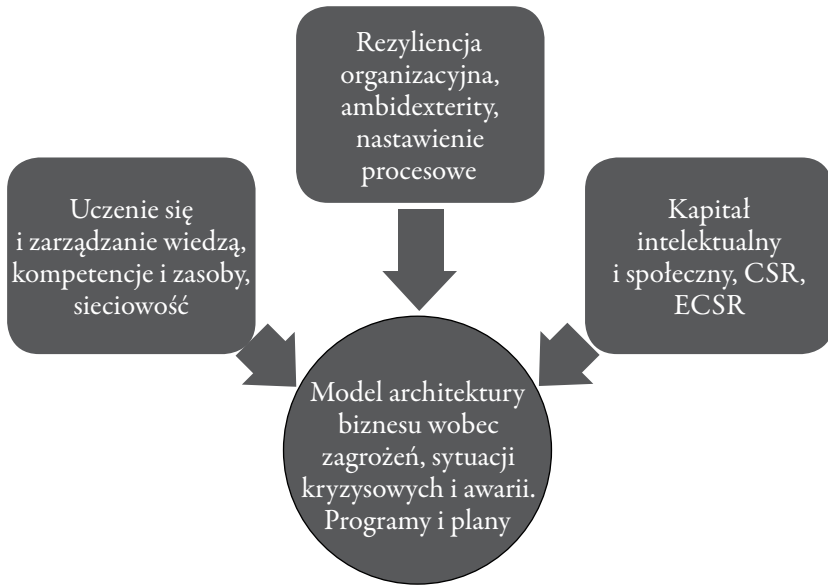 Rezyliencja
organizacyjna,
ambidexterity,
nastawienie
procesowe
Uczenie się
i zarządzanie wiedzą,
kompetencje i zasoby,
sieciowość
Kapitał
intelektualny
i społeczny, CSR,
ECSR
Model architektury
biznesu wobec
zagrożeń, sytuacji
kryzysowych i awarii.
Programy i plany